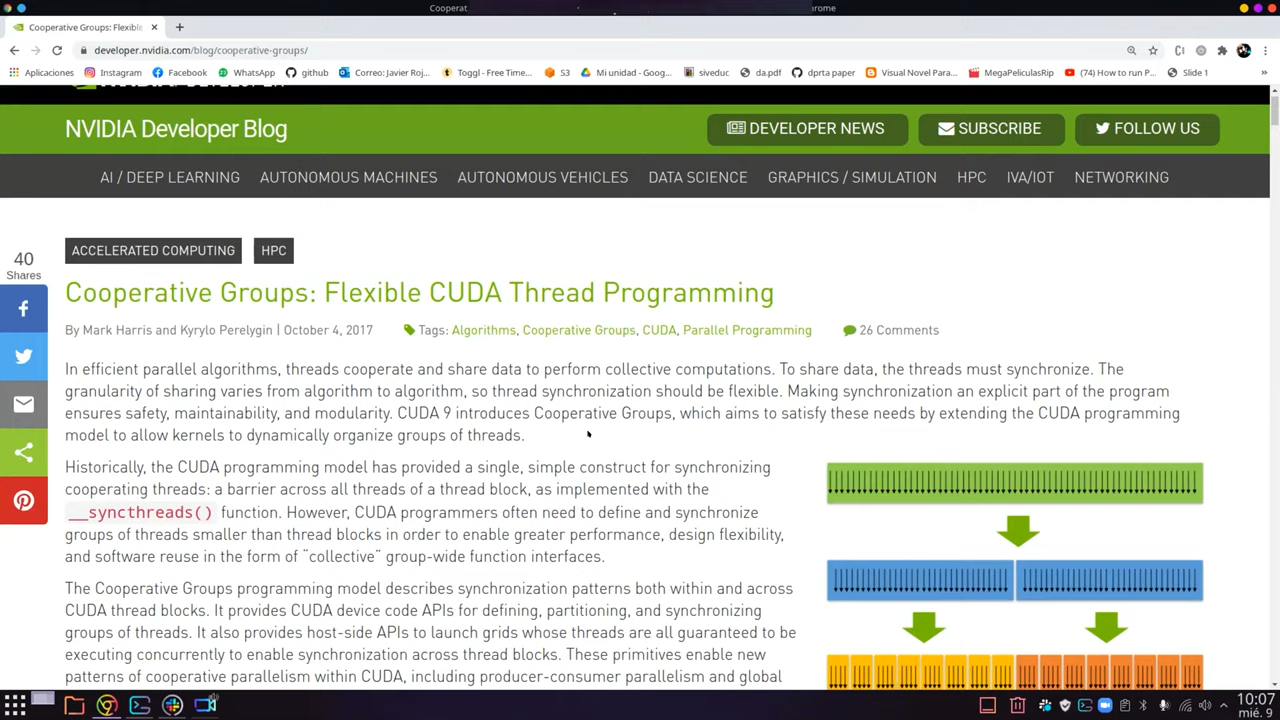 Cooperat
hrome
Cooperative Groups: Flexibl
developer.nvidia.com/blog/cooperative-groups/
Aplicaciones Instagram Facebook WhatsApp github Correo: Javier Roj... Toggl - Free Time... S3 Mi unidad - Goog... siveduc da.pdf dprta paper Visual Novel Para... MegaPeliculasRip (74) How to run P... Slide 1
NVIDIA Developer Blog
DEVELOPER NEWS SUBSCRIBE FOLLOW US
AI / DEEP LEARNING AUTONOMOUS MACHINES AUTONOMOUS VEHICLES DATA SCIENCE GRAPHICS / SIMULATION HPC IVA/IOT NETWORKING
ACCELERATED COMPUTING HPC
40
Shares
Cooperative Groups: Flexible CUDA Thread Programming
By Mark Harris and Kyrylo Perelygin | October 4, 2017 Tags: Algorithms, Cooperative Groups, CUDA, Parallel Programming 26 Comments
In efficient parallel algorithms, threads cooperate and share data to perform collective computations. To share data, the threads must synchronize. The
granularity of sharing varies from algorithm to algorithm, so thread synchronization should be flexible. Making synchronization an explicit part of the program
ensures safety, maintainability, and modularity. CUDA 9 introduces Cooperative Groups, which aims to satisfy these needs by extending the CUDA programming
model to allow kernels to dynamically organize groups of threads.
Historically, the CUDA programming model has provided a single, simple construct for synchronizing
cooperating threads: a barrier across all threads of a thread block, as implemented with the
__syncthreads() function. However, CUDA programmers often need to define and synchronize
groups of threads smaller than thread blocks in order to enable greater performance, design flexibility,
and software reuse in the form of “collective” group-wide function interfaces.
The Cooperative Groups programming model describes synchronization patterns both within and across
CUDA thread blocks. It provides CUDA device code APIs for defining, partitioning, and synchronizing
groups of threads. It also provides host-side APIs to launch grids whose threads are all guaranteed to be
executing concurrently to enable synchronization across thread blocks. These primitives enable new
patterns of cooperative parallelism within CUDA, including producer-consumer parallelism and global
10:07
mié. 9